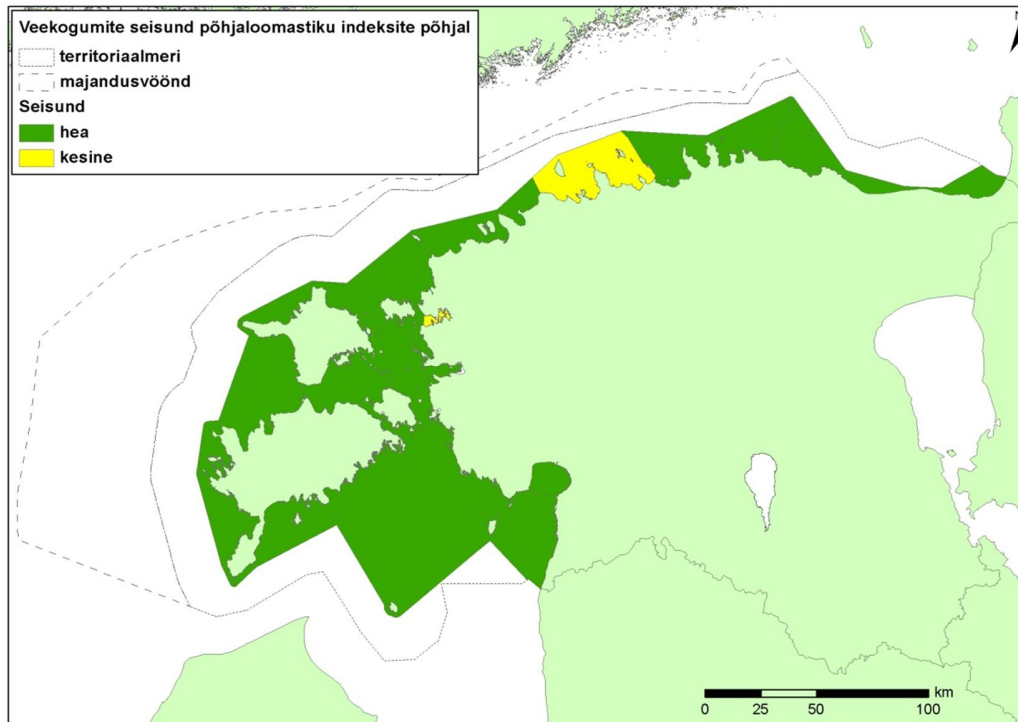 Veekogumite seisund põhjaloomastiku indeksite põhjal
territoriaalmeri
majandusvöönd
Seisund
hea
kesine
N
km
0 25 50 100